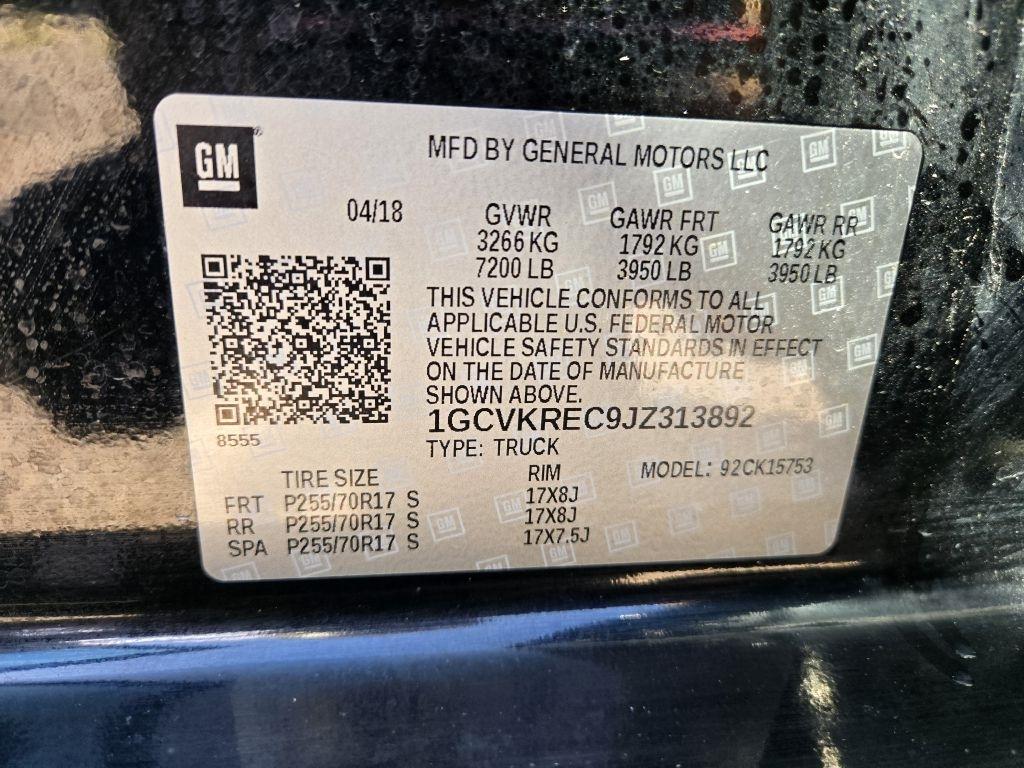 GM
MFD BY GENERAL MOTORS LLC
04/18
GVWR GAWR FRT GAWR RR
3266 KG 1792 KG 1792 KG
7200 LB 3950 LB 3950 LB
THIS VEHICLE CONFORMS TO ALL
APPLICABLE U.S. FEDERAL MOTOR
VEHICLE SAFETY STANDARDS IN EFFECT
ON THE DATE OF MANUFACTURE
SHOWN ABOVE.
1GCVKREC9JZ313892
8555
TYPE: TRUCK
MODEL: 92CK15753
TIRE SIZE RIM
FRT P255/70R17 S 17X8J
RR P255/70R17 S 17X8J
SPA P255/70R17 S 17X7.5J